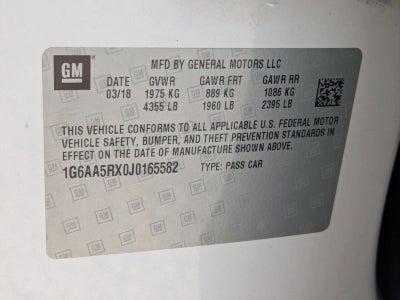 GM
MFD BY GENERAL MOTORS LLC
DATE GVWR GAWR FRT GAWR RR
03/18 1975 KG 889 KG 1086 KG
4355 LB 1960 LB 2395 LB
THIS VEHICLE CONFORMS TO ALL APPLICABLE U.S. FEDERAL MOTOR
VEHICLE SAFETY, BUMPER, AND THEFT PREVENTION STANDARDS IN
EFFECT ON THE DATE OF MANUFACTURE SHOWN ABOVE.
1G6AA5RX0J0165582 TYPE: PASS CAR